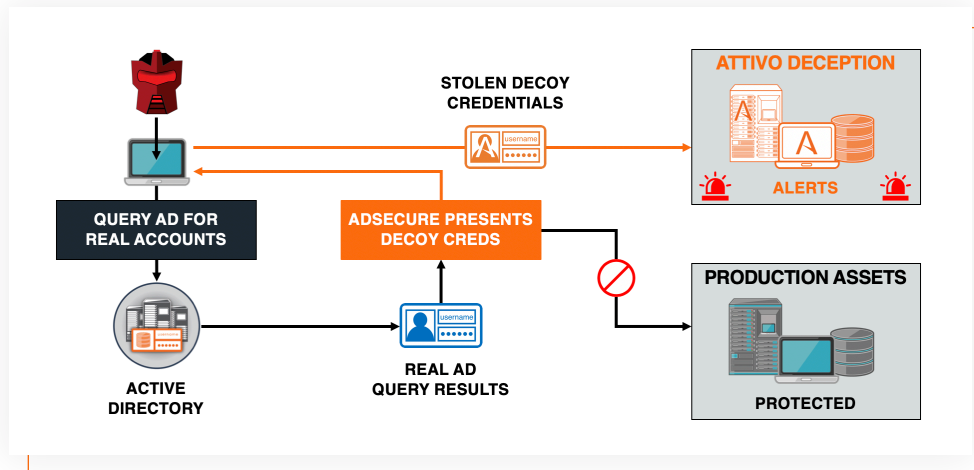 STOLEN DECOY
CREDENTIALS
username
ATTIVO DECEPTION
ALERTS
QUERY AD FOR
REAL ACCOUNTS
ADSECURE PRESENTS
DECOY CREDS
username
REAL AD
QUERY RESULTS
ACTIVE
DIRECTORY
PRODUCTION ASSETS
PROTECTED